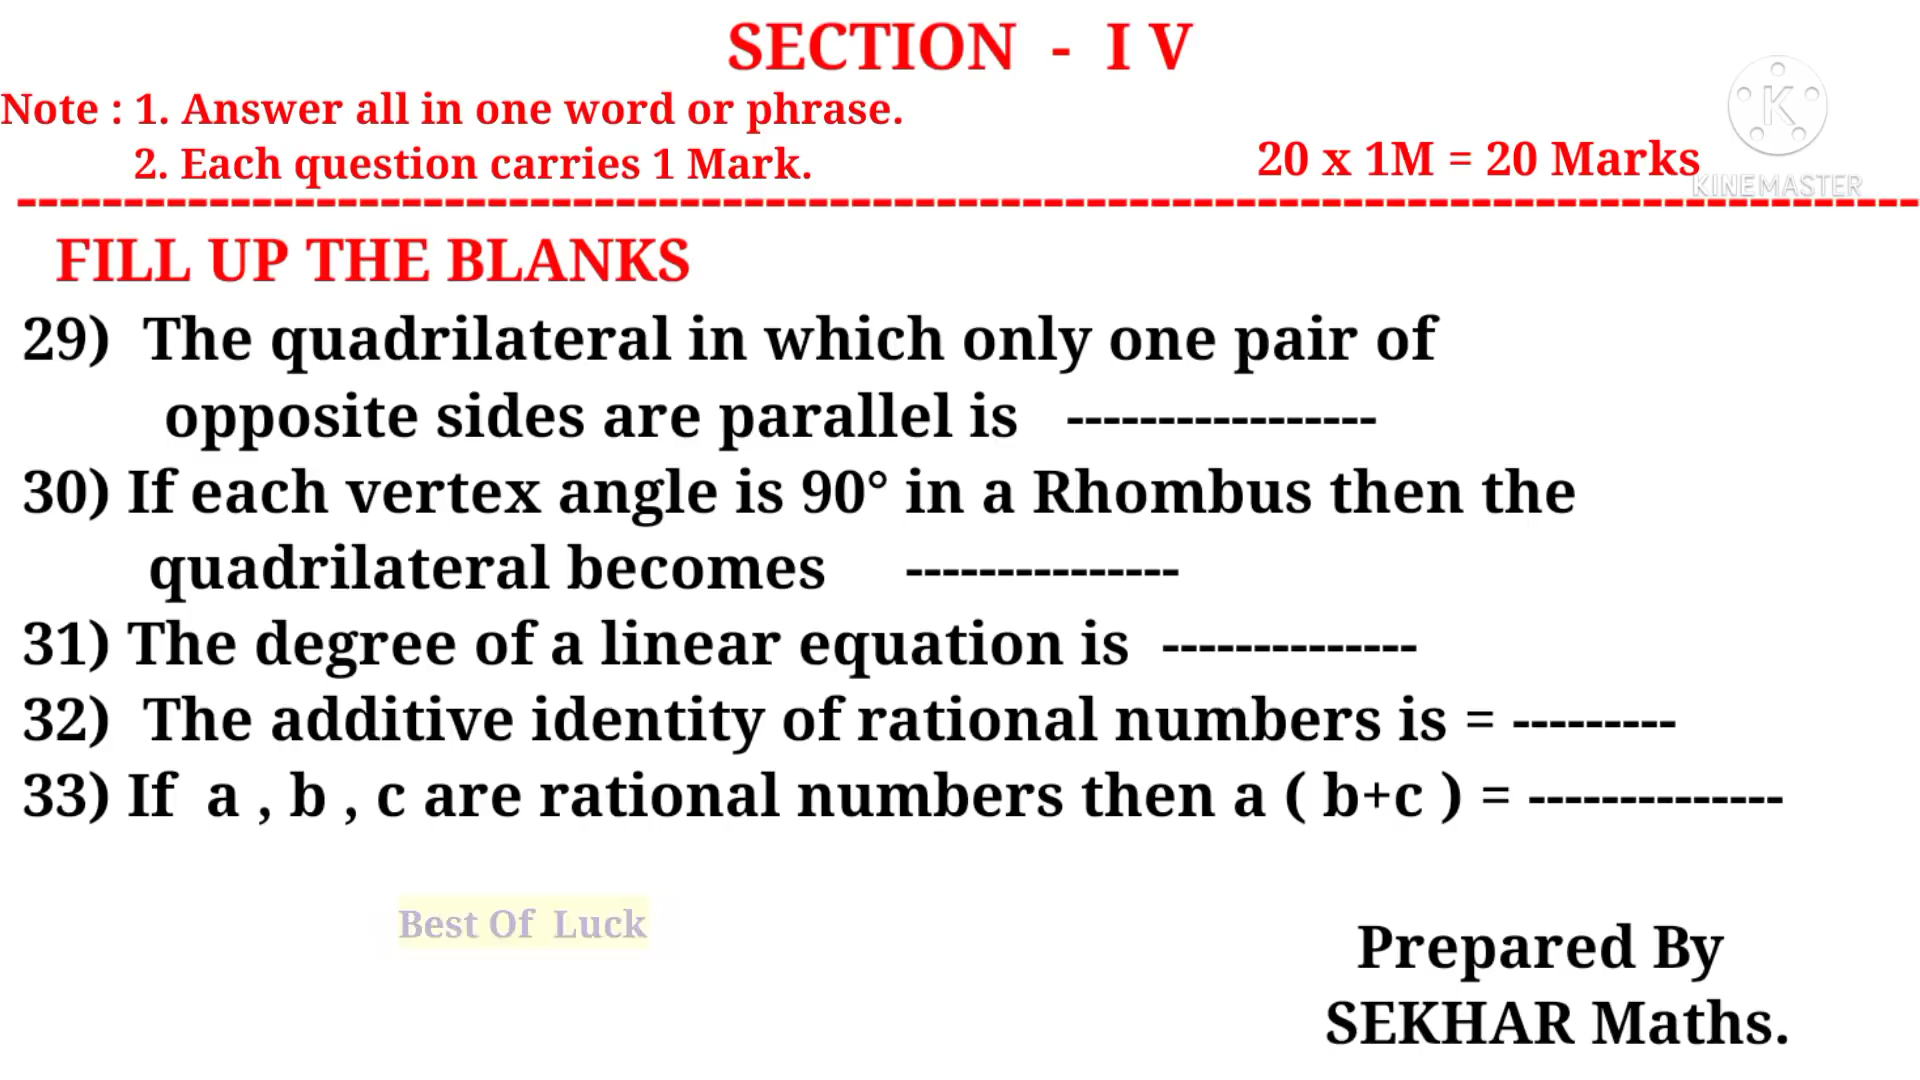 SECTION - I V
Note : 1. Answer all in one word or phrase.
2. Each question carries 1 Mark.
20 x 1M = 20 Marks
K
KINEMASTER
--------------------------------------------------------------------------------
FILL UP THE BLANKS
29) The quadrilateral in which only one pair of
opposite sides are parallel is -----------------
30) If each vertex angle is 90° in a Rhombus then the
quadrilateral becomes ---------------
31) The degree of a linear equation is --------------
32) The additive identity of rational numbers is = ---------
33) If a , b , c are rational numbers then a ( b+c ) = --------------
Best Of Luck
Prepared By
SEKHAR Maths.